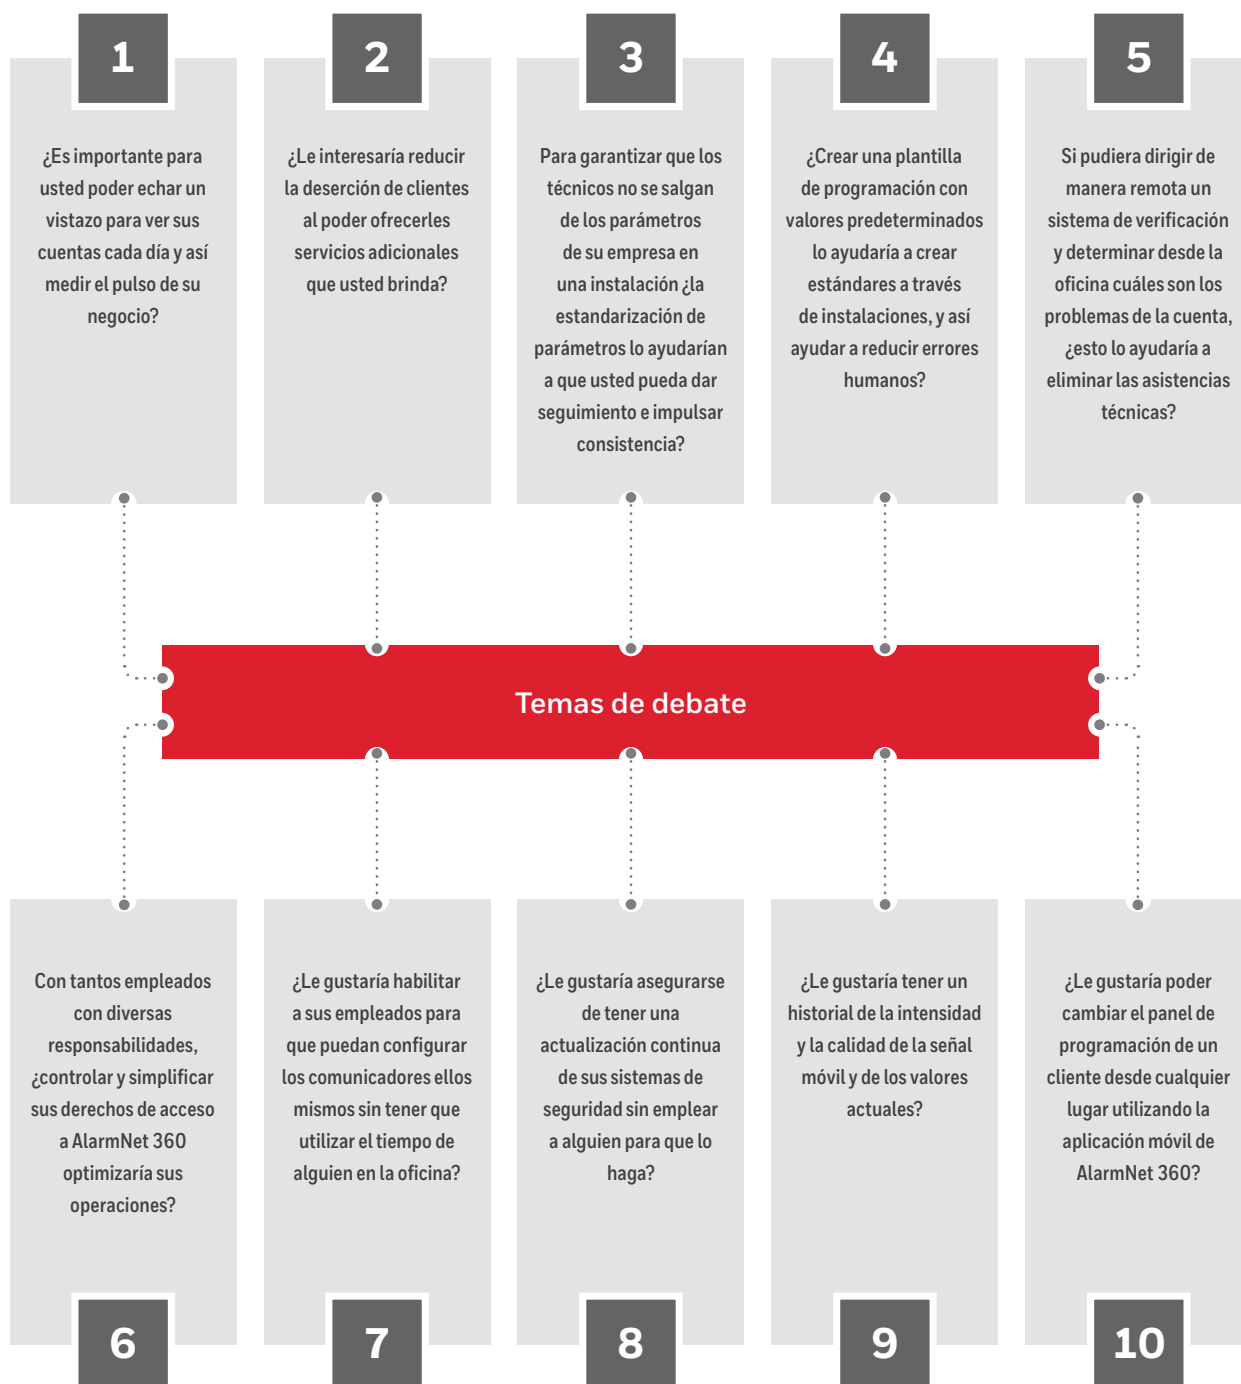 1
¿Es importante para
usted poder echar un
vistazo para ver sus
cuentas cada día y así
medir el pulso de su
negocio?
2
¿Le interesaría reducir
la deserción de clientes
al poder ofrecerles
servicios adicionales
que usted brinda?
3
Para garantizar que los
técnicos no se salgan
de los parámetros
de su empresa en
una instalación ¿la
estandarización de
parámetros lo ayudarían
a que usted pueda dar
seguimiento e impulsar
consistencia?
4
¿Crear una plantilla
de programación con
valores predeterminados
lo ayudaría a crear
estándares a través
de instalaciones, y así
ayudar a reducir errores
humanos?
5
Si pudiera dirigir de
manera remota un
sistema de verificación
y determinar desde la
oficina cuáles son los
problemas de la cuenta,
¿esto lo ayudaría a
eliminar las asistencias
técnicas?
Temas de debate
Con tantos empleados
con diversas
responsabilidades,
¿controlar y simplificar
sus derechos de acceso
a AlarmNet 360
optimizaría sus
operaciones?
6
¿Le gustaría habilitar
a sus empleados para
que puedan configurar
los comunicadores ellos
mismos sin tener que
utilizar el tiempo de
alguien en la oficina?
7
¿Le gustaría asegurarse
de tener una
actualización continua
de sus sistemas de
seguridad sin emplear
a alguien para que lo
haga?
8
¿Le gustaría tener un
historial de la intensidad
y la calidad de la señal
móvil y de los valores
actuales?
9
¿Le gustaría poder
cambiar el panel de
programación de un
cliente desde cualquier
lugar utilizando la
aplicación móvil de
AlarmNet 360?
10